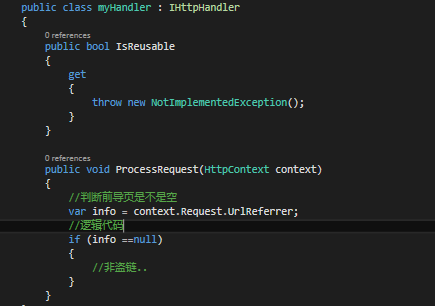 public class myHandler : IHttpHandler
{
0 references
public bool IsReusable
{
get
{
throw new NotImplementedException();
}
}
0 references
public void ProcessRequest(HttpContext context)
{
//判断前导页是不是空
var info = context.Request.UrlReferrer;
//逻辑代码
if (info ==null)
{
//非盗链..
}
}